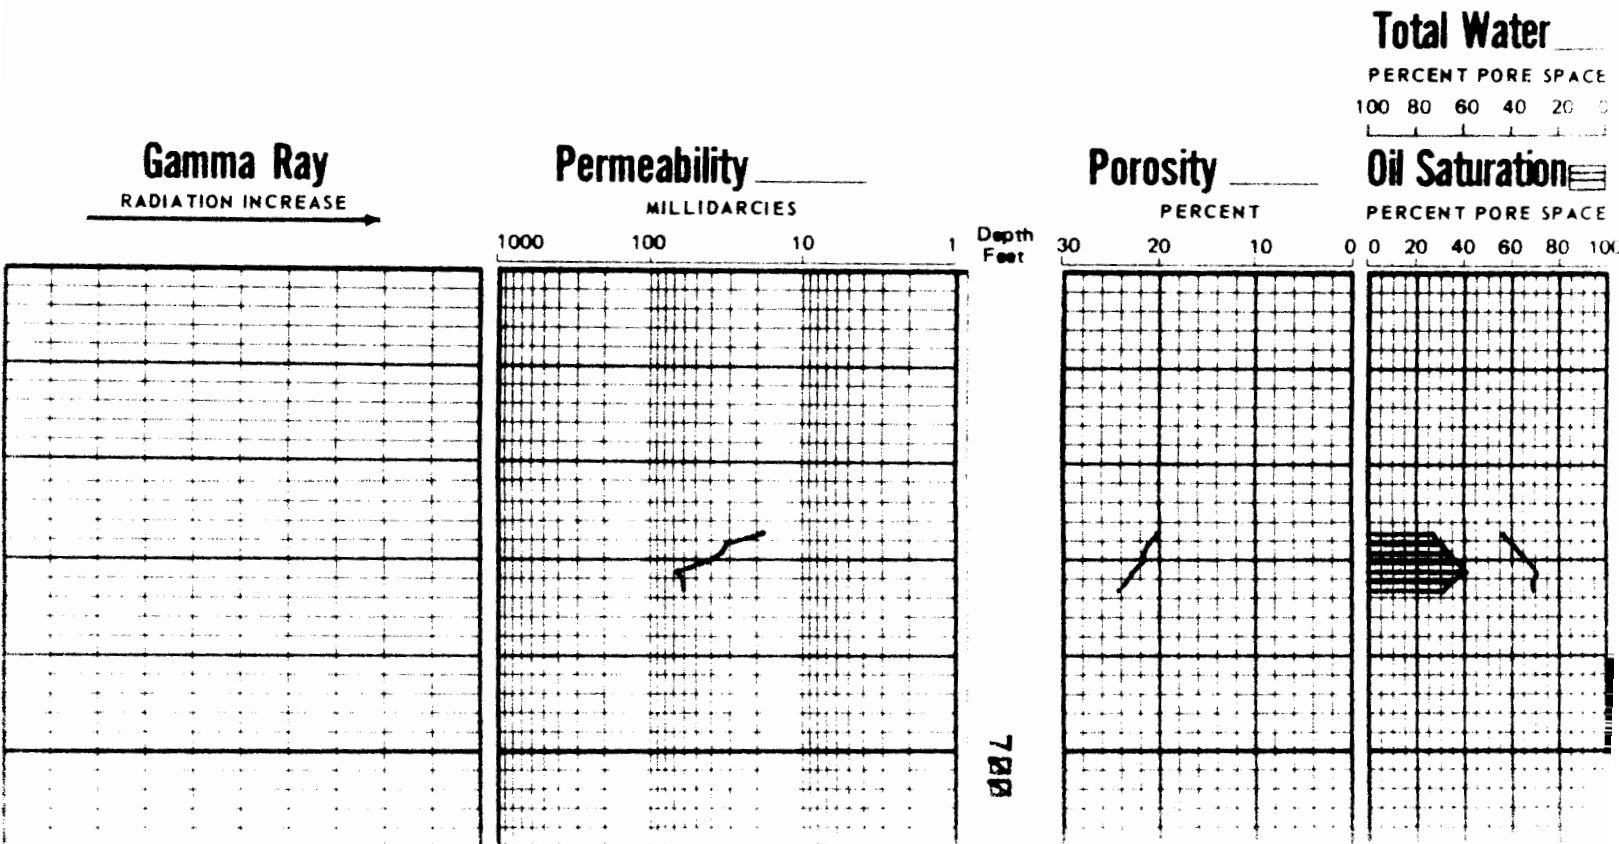 Total Water
PERCENT PORE SPACE
100 80 60 40 20 0
Gamma Ray
RADIATION INCREASE
Permeability
MILLIDARCIES
1000 100 10 1
Depth
Feet
Porosity
PERCENT
30 20 10 0
Oil Saturation
PERCENT PORE SPACE
0 20 40 60 80 100
700